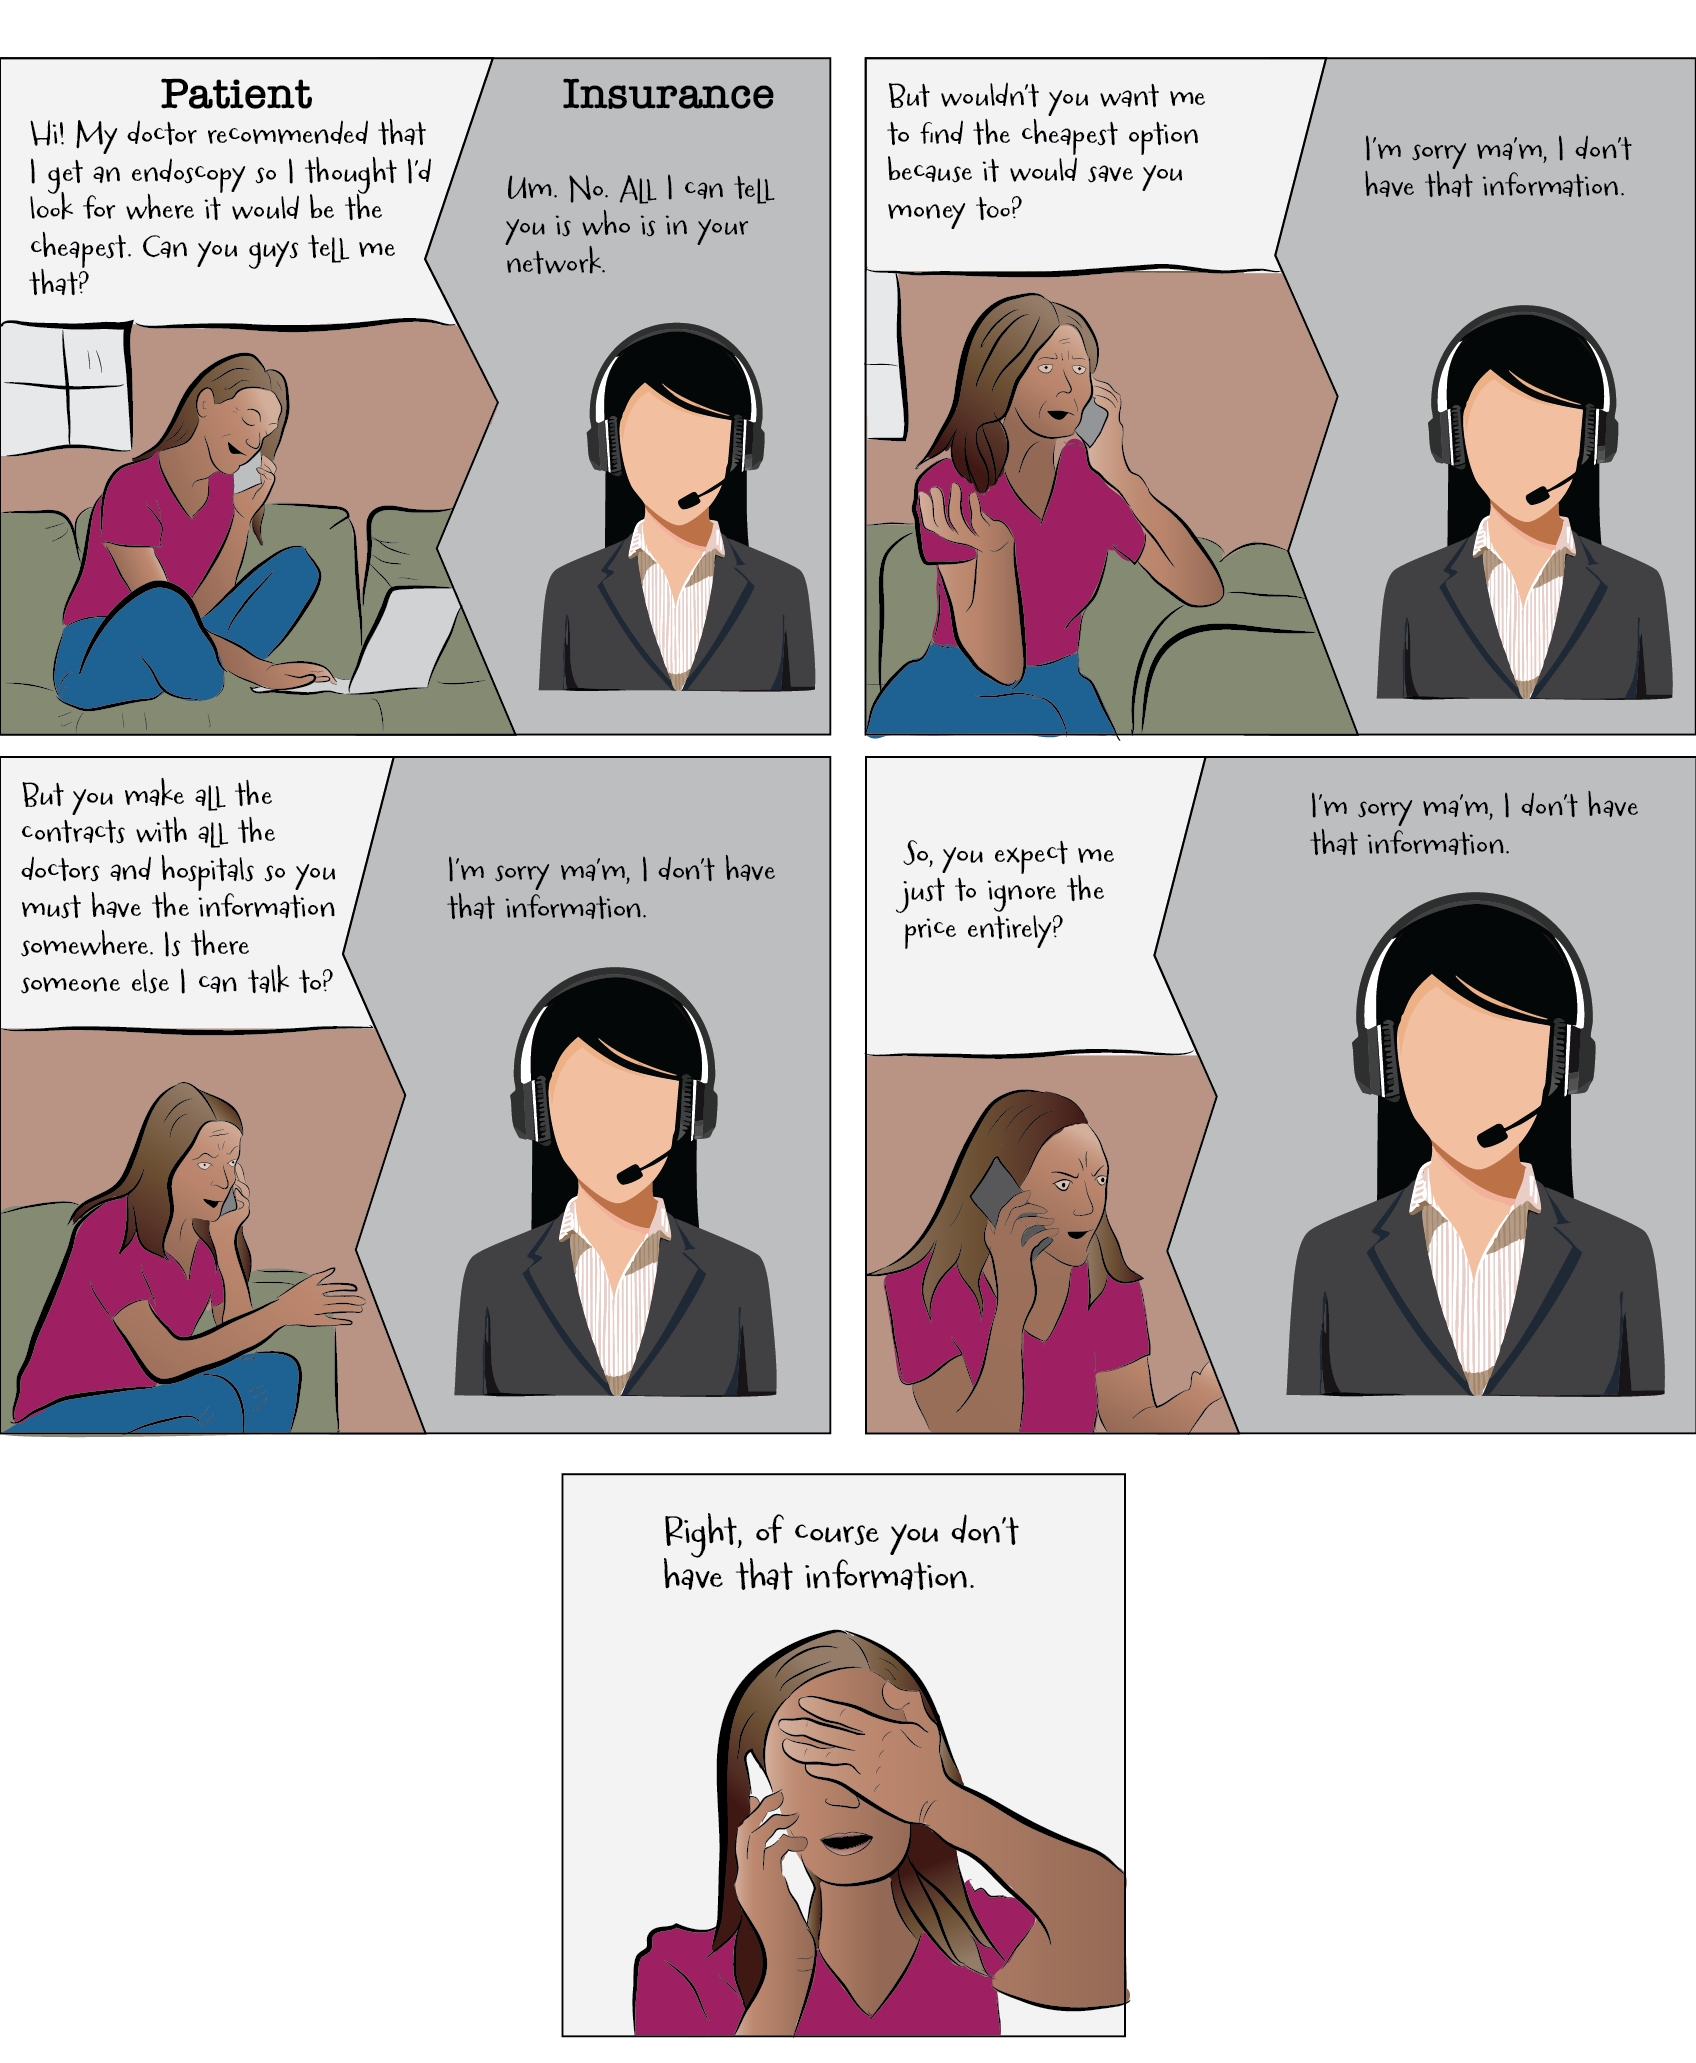 Patient
Hi! My doctor recommended that
I get an endoscopy so I thought I'd
look for where it would be the
cheapest. Can you guys tell me
that?
Insurance
Um. No. All I can tell
you is who is in your
network.
But wouldn't you want me
to find the cheapest option
because it would save you
money too?
I'm sorry ma'm, I don't
have that information.
But you make all the
contracts with all the
doctors and hospitals so you
must have the information
somewhere. Is there
someone else I can talk to?
I'm sorry ma'm, I don't have
that information.
So, you expect me
just to ignore the
price entirely?
I'm sorry ma'm, I don't have
that information.
Right, of course you don't
have that information.